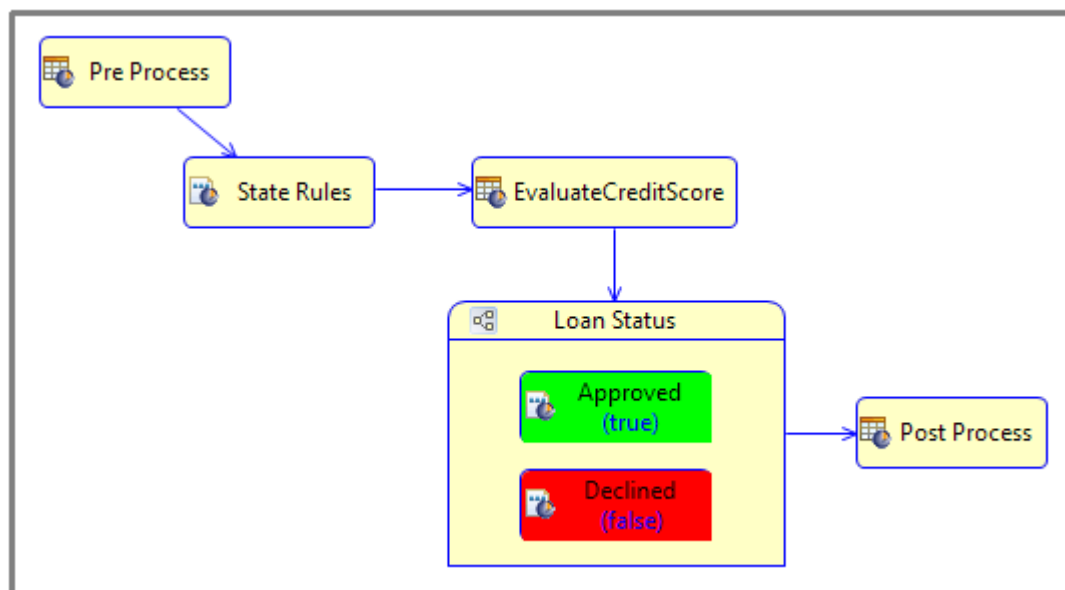 Pre Process
State Rules
EvaluateCreditScore
Loan Status
Approved
(true)
Declined
(false)
Post Process